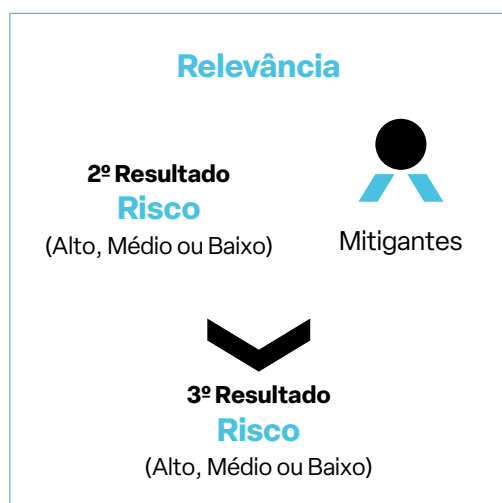 Relevância
2º Resultado
Risco
(Alto, Médio ou Baixo)
Mitigantes
3º Resultado
Risco
(Alto, Médio ou Baixo)